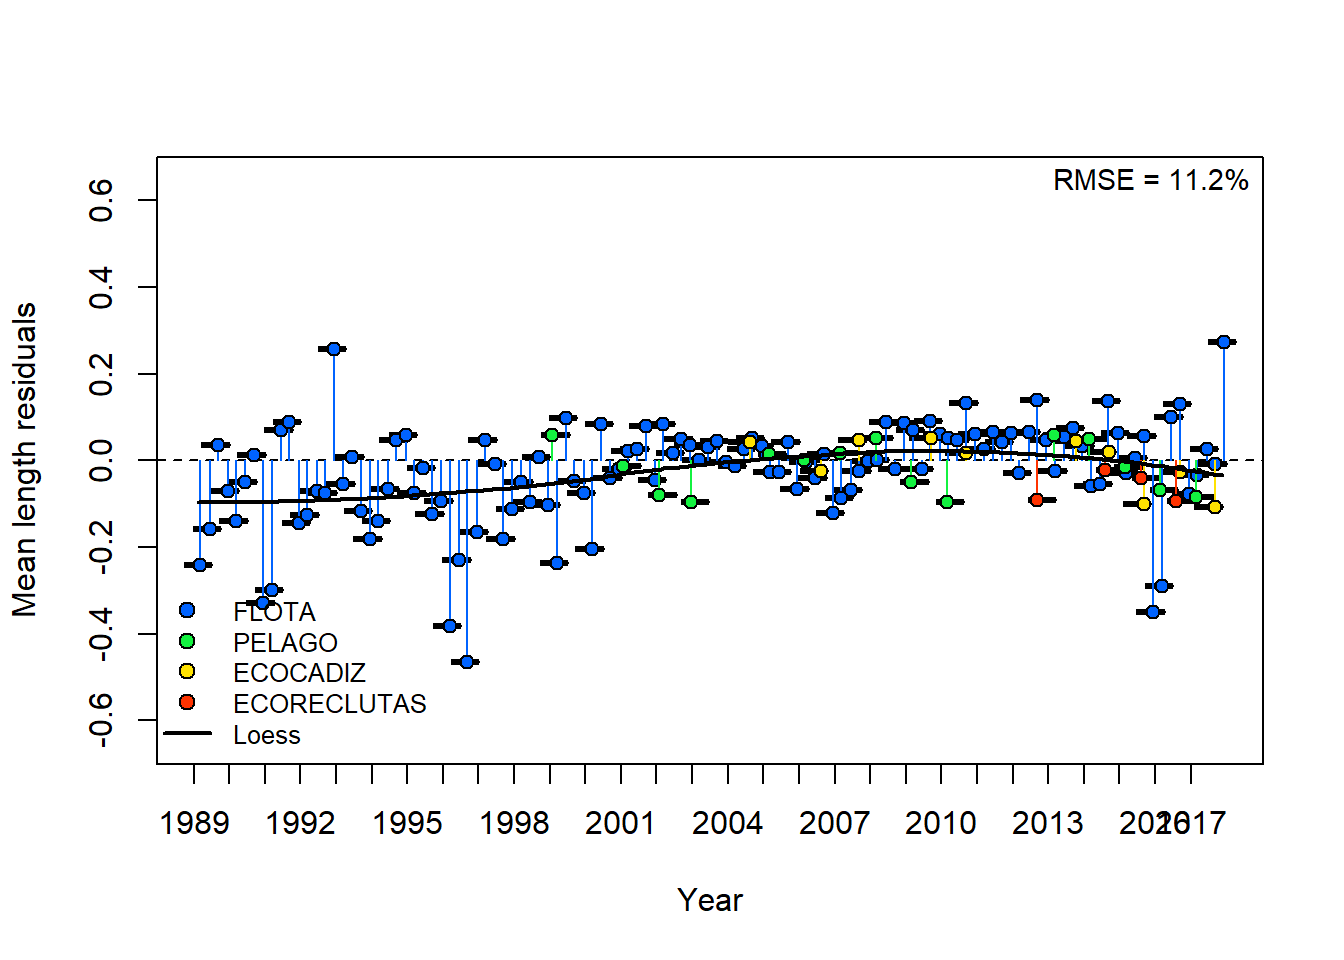 RMSE = 11.2%
Mean length residuals
0.6
0.4
0.2
0.0
-0.2
-0.4
-0.6
FLOTA
PELAGO
ECOCADIZ
ECORECLUTAS
Loess
1989 1992 1995 1998 2001 2004 2007 2010 2013 2016 2017
Year